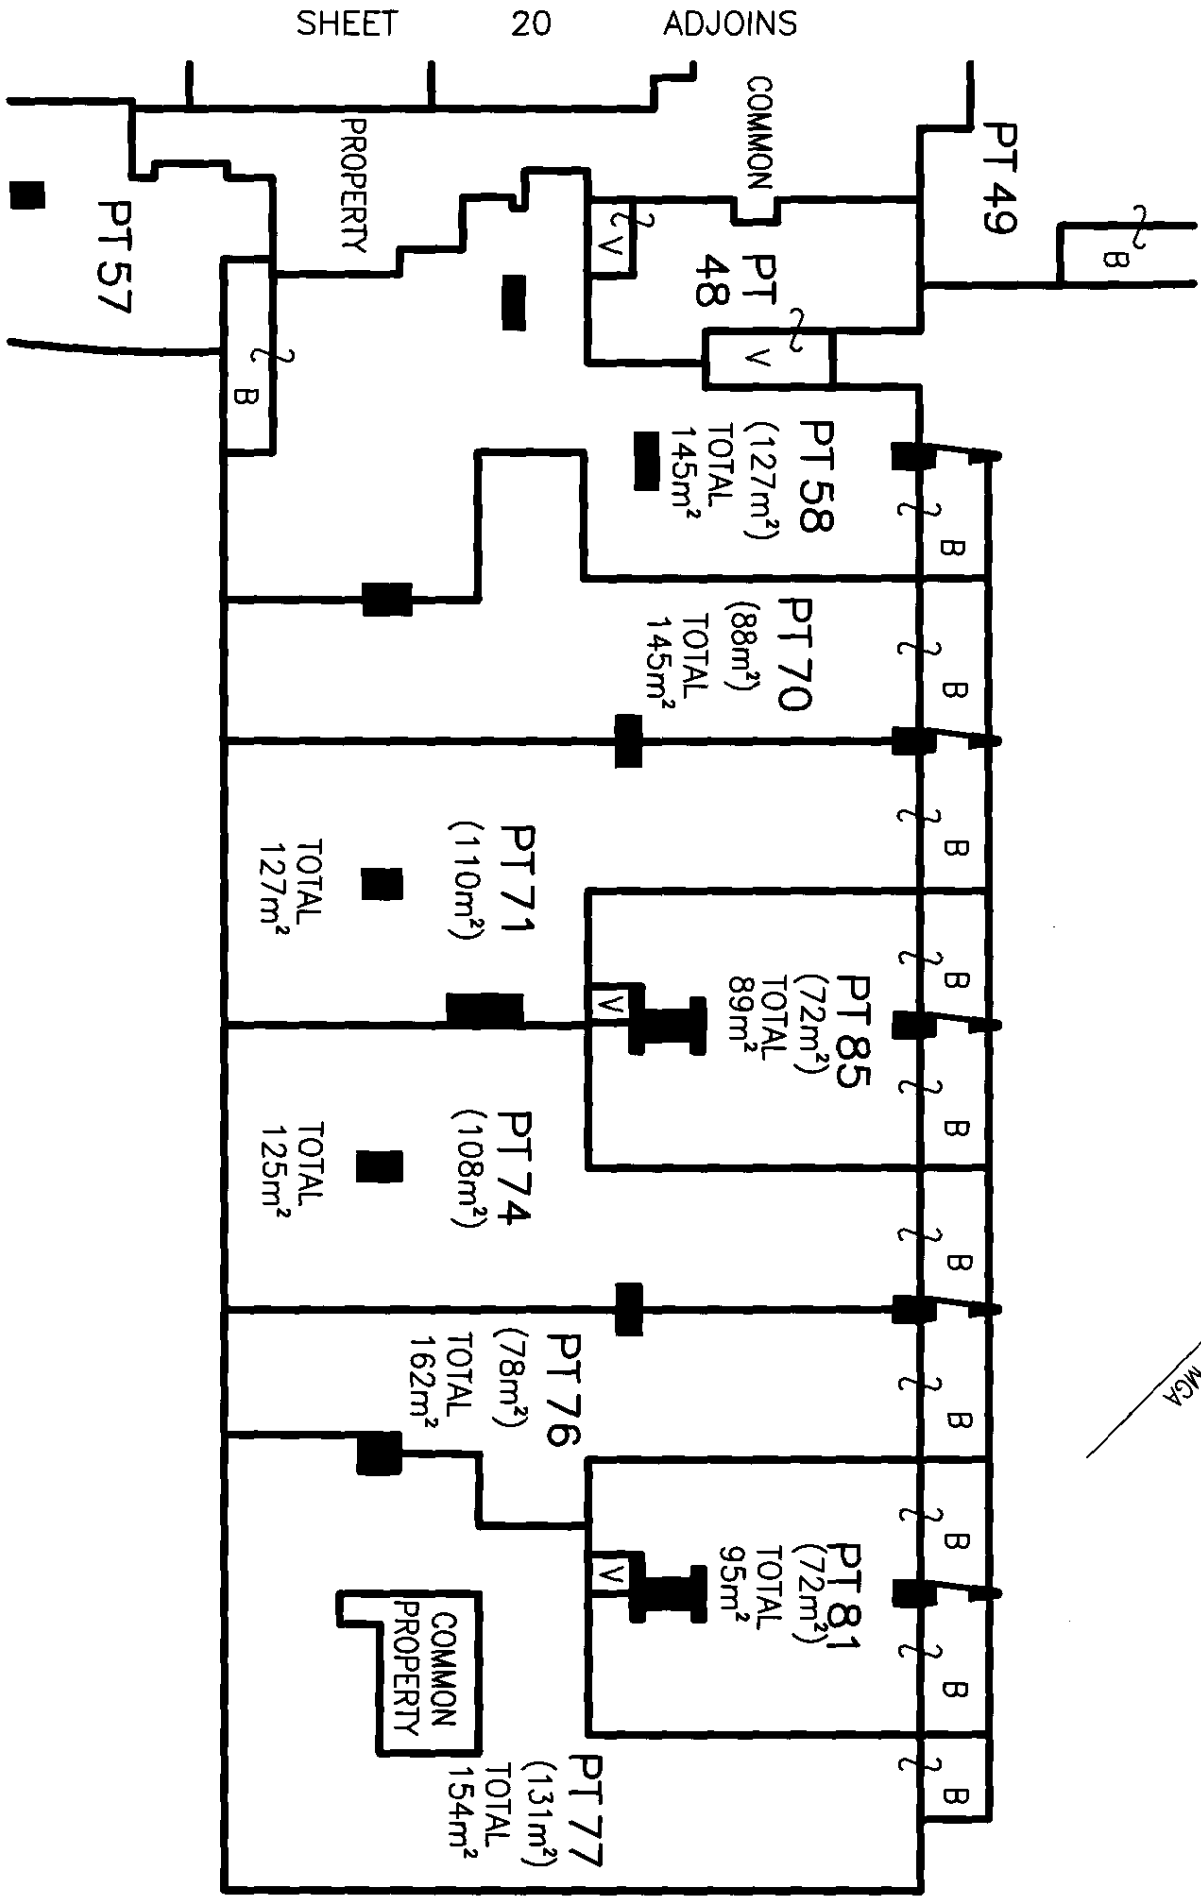 SHEET 20 ADJOINS
COMMON
PROPERTY
PT 49
B
PT 57
V
PT
48
V
B
PT 58
(127m²)
TOTAL
145m²
B
PT 70
(88m²)
TOTAL
145m²
B
PT 71
(110m²)
TOTAL
127m²
B
PT 85
(72m²)
TOTAL
89m²
B
V
B
PT 74
(108m²)
TOTAL
125m²
B
MGA
PT 76
(78m²)
TOTAL
162m²
B
PT 81
(72m²)
TOTAL
95m²
B
V
B
COMMON
PROPERTY
PT 77
(131m²)
TOTAL
154m²
B